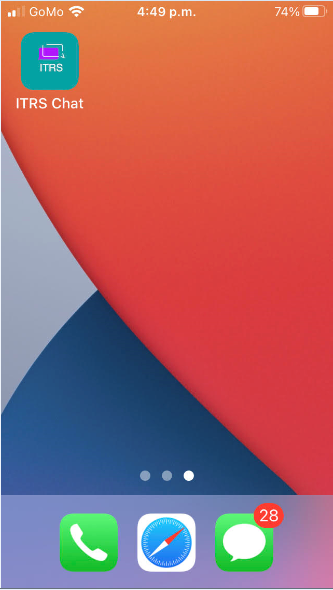 GoMo 4:49 p.m. 74%
ITRS
ITRS Chat
28